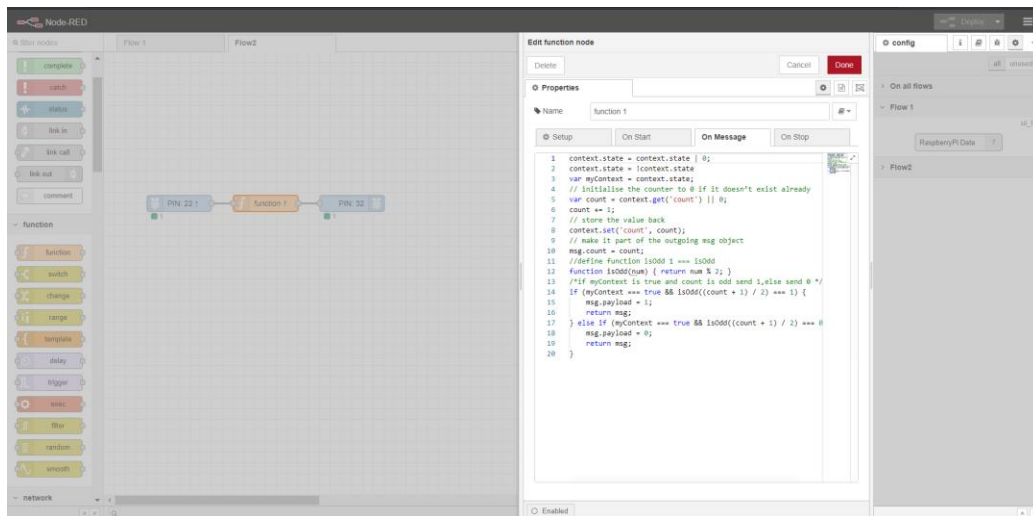 Node-RED
Deploy
filter nodes
complete
catch
status
link in
link call
link out
comment
function
function
switch
change
range
template
delay
trigger
exec
filter
random
smooth
network
Flow 1
Flow2
PIN: 22 ↑
1
function 1
PIN: 32
1
Edit function node
Delete
Cancel
Done
Properties
Name
function 1
Setup
On Start
On Message
On Stop
1 context.state = context.state | 0;
2 context.state = !context.state
3 var myContext = context.state;
4 // initialise the counter to 0 if it doesn't exist already
5 var count = context.get('count') || 0;
6 count += 1;
7 // store the value back
8 context.set('count', count);
9 // make it part of the outgoing msg object
10 msg.count = count;
11 //define function isOdd 1 === isOdd
12 function isOdd(num) { return num % 2; }
13 /*if myContext is true and count is odd send 1,else send 0 */
14 if (myContext === true && isOdd((count + 1) / 2) === 1) {
15 msg.payload = 1;
16 return msg;
17 } else if (myContext === true && isOdd((count + 1) / 2) === 0
18 msg.payload = 0;
19 return msg;
20 }
Enabled
config
all unused
On all flows
Flow 1
RaspberryPi Data 7
Flow2